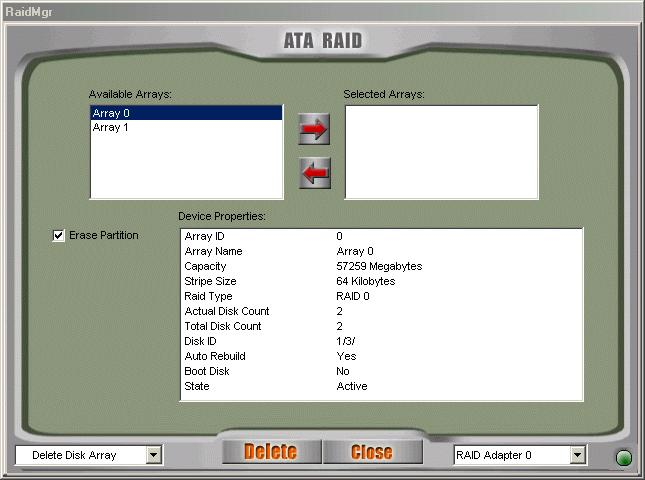 RaidMgr
ATA RAID
Available Arrays:
Array 0
Array 1
Selected Arrays:
Erase Partition
Device Properties:
Array ID 0
Array Name Array 0
Capacity 57259 Megabytes
Stripe Size 64 Kilobytes
Raid Type RAID 0
Actual Disk Count 2
Total Disk Count 2
Disk ID 1/3/
Auto Rebuild Yes
Boot Disk No
State Active
Delete Disk Array
Delete
Close
RAID Adapter 0